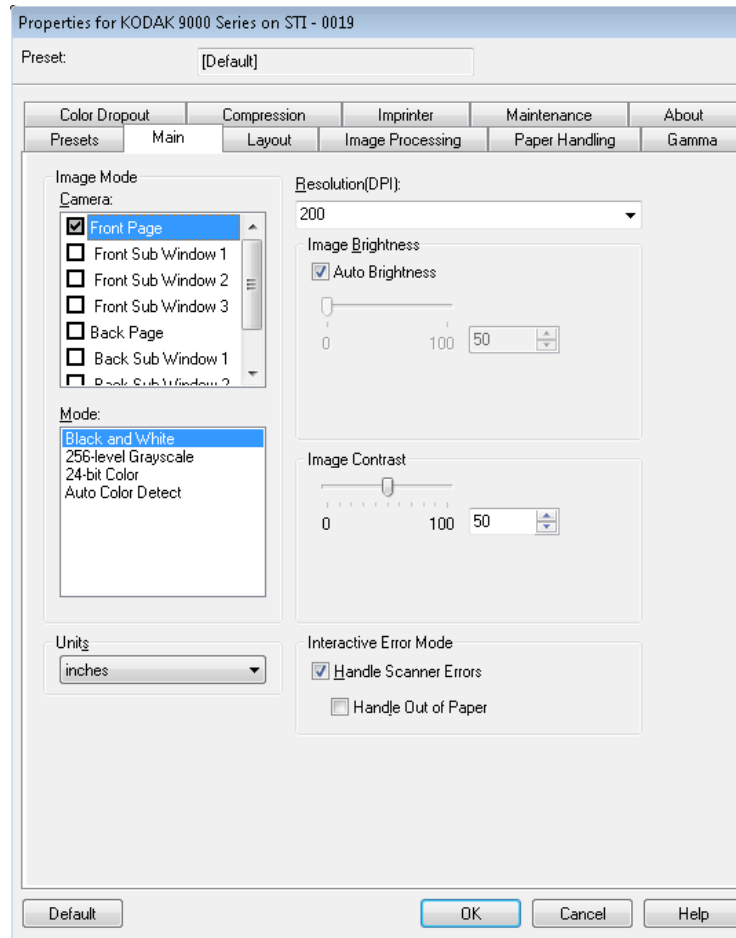 Properties for KODAK 9000 Series on STI - 0019
Preset: [Default]
Color Dropout Compression Imprinter Maintenance About
Presets Main Layout Image Processing Paper Handling Gamma
Image Mode
Camera:
Front Page
Front Sub Window 1
Front Sub Window 2
Front Sub Window 3
Back Page
Back Sub Window 1
Back Sub Window 2
Mode:
Black and White
256-level Grayscale
24-bit Color
Auto Color Detect
Units
inches
Resolution(DPI):
200
Image Brightness
Auto Brightness
0 100 50
Image Contrast
0 100 50
Interactive Error Mode
Handle Scanner Errors
Handle Out of Paper
Default OK Cancel Help